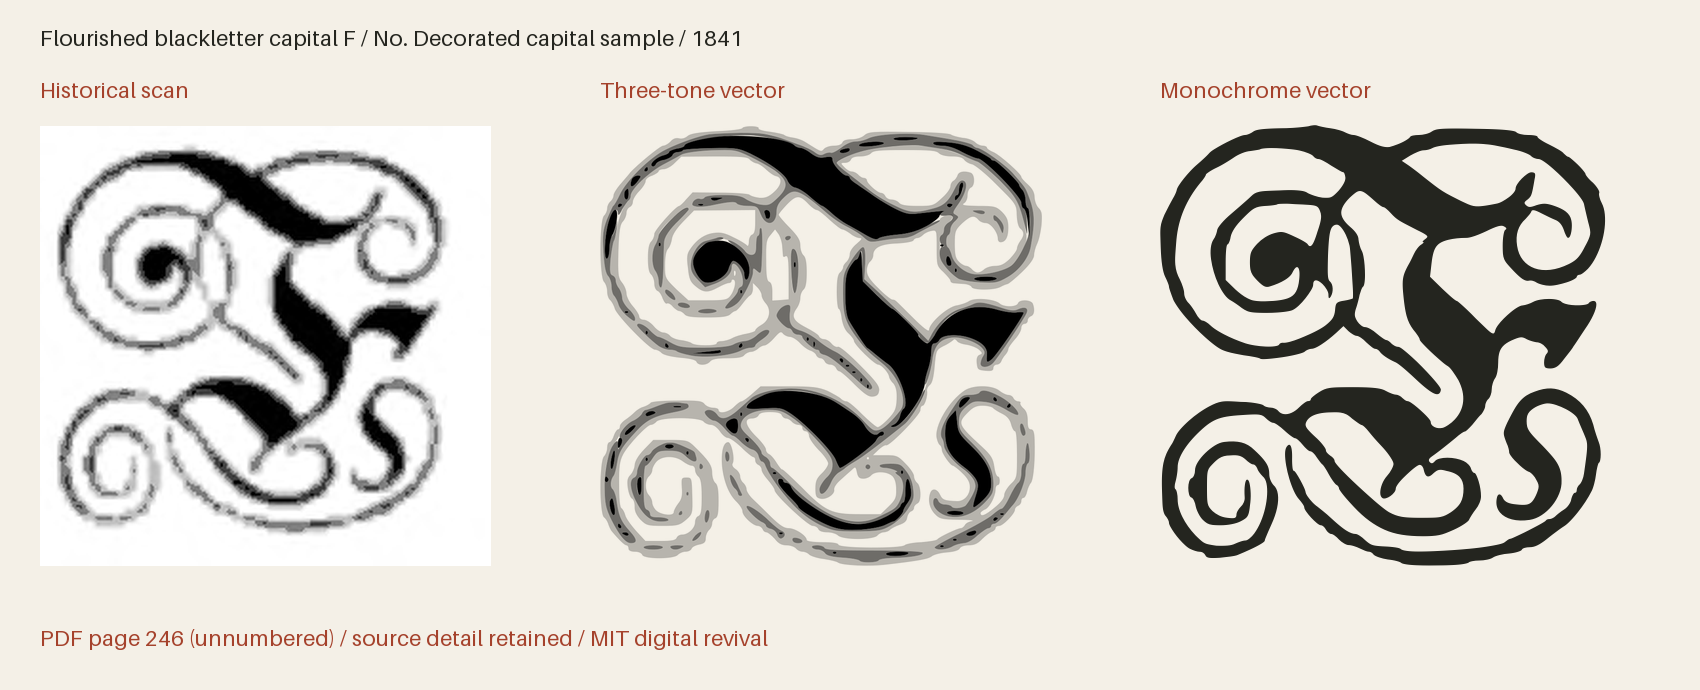 Flourished blackletter capital F / No. Decorated capital sample / 1841
Historical scan
Three-tone vector
Monochrome vector
F
F
F
PDF page 246 (unnumbered) / source detail retained / MIT digital revival